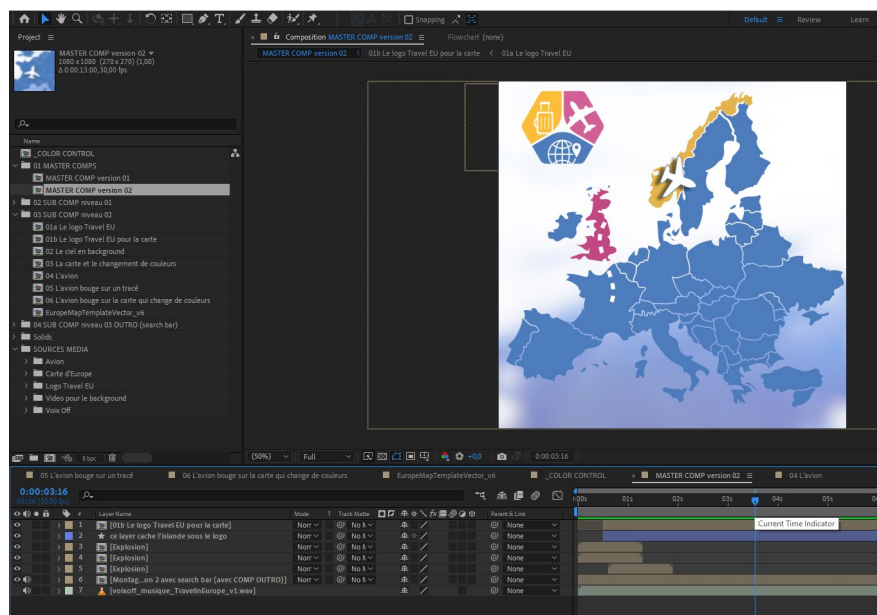 Snapping
Default
Review
Learn
Project
Composition MASTER COMP version 02
Flowchart (none)
MASTER COMP version 02
01b Le logo Travel EU pour la carte
01a Le logo Travel EU
MASTER COMP version 02
1080 x 1080 (270 x 270) (1,00)
Δ 0:00:13:00, 30,00 fps
Name
_COLOR CONTROL
01 MASTER COMPS
MASTER COMP version 01
MASTER COMP version 02
02 SUB COMP niveau 01
03 SUB COMP niveau 02
01a Le logo Travel EU
01b Le logo Travel EU pour la carte
02 Le ciel en background
03 La carte et le changement de couleurs
04 L'avion
05 L'avion bouge sur un tracé
06 L'avion bouge sur la carte qui change de couleurs
EuropeMapTemplateVector_v6
04 SUB COMP niveau 03 OUTRO (search bar)
Solids
SOURCES MEDIA
Avion
Carte d'Europe
Logo Travel EU
Video pour le background
Voix Off
8 bpc
(50%)
Full
+0,0
0:00:03:16
05 L'avion bouge sur un tracé
06 L'avion bouge sur la carte qui change de couleurs
EuropeMapTemplateVector_v6
_COLOR CONTROL
MASTER COMP version 02
04 L'avion
0:00:03:16
00106 (30.00 fps)
:00s
01s
02s
03s
04s
05s
# Layer Name
Mode
T
Track Matte
Parent & Link
1 [01b Le logo Travel EU pour la carte]
None
2 ce layer cache l'islande sous le logo
None
3 [Explosion]
None
4 [Explosion]
None
5 [Explosion]
None
6 [Montag...on 2 avec search bar (avec COMP OUTRO)]
None
7 [voixoff_musique_TravelInEurope_v1.wav]
None
Current Time Indicator